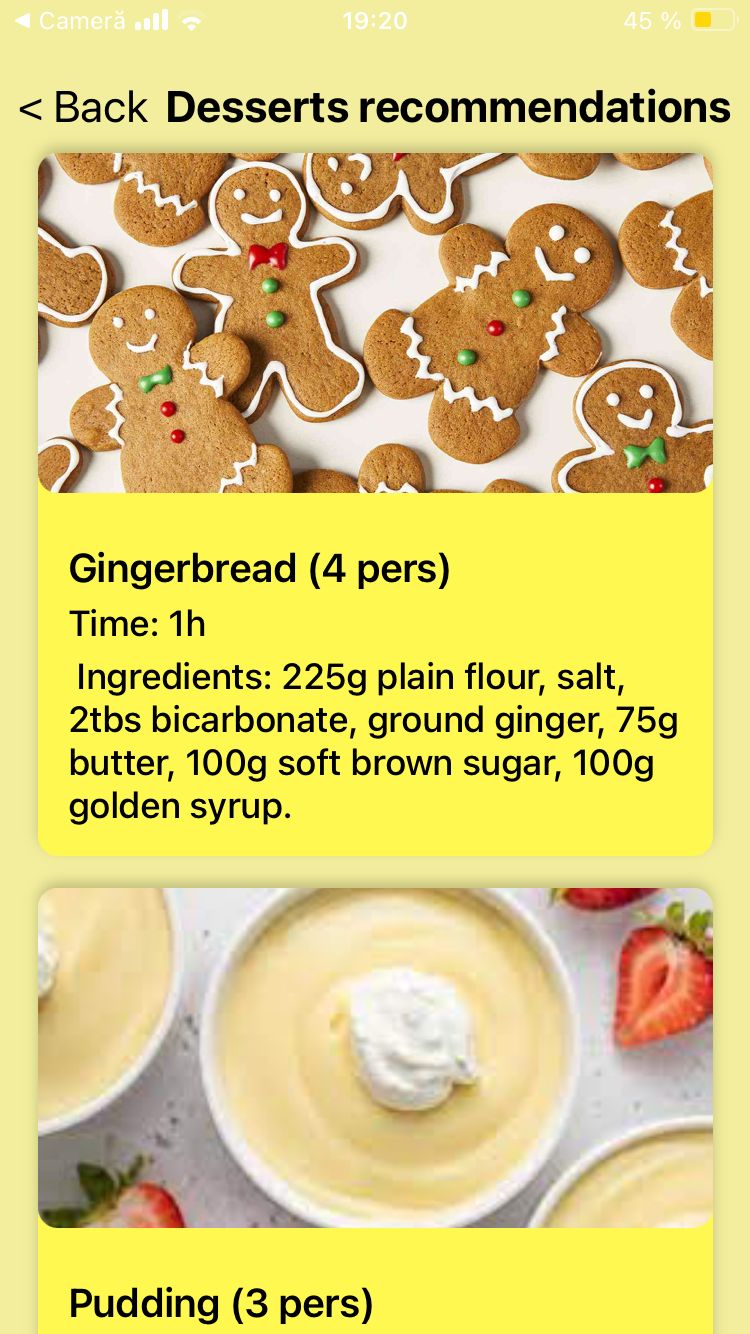 ◀ Cameră 19:20 45 %
< Back Desserts recommendations
Gingerbread (4 pers)
Time: 1h
Ingredients: 225g plain flour, salt,
2tbs bicarbonate, ground ginger, 75g
butter, 100g soft brown sugar, 100g
golden syrup.
Pudding (3 pers)